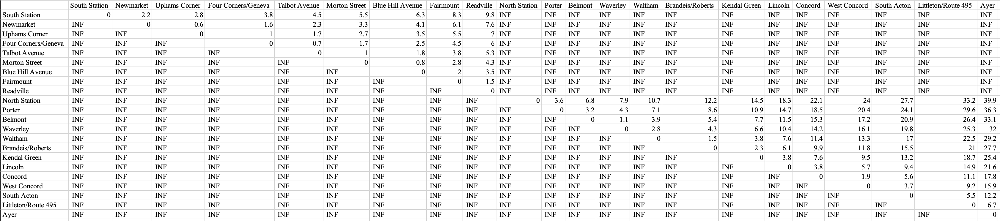 South Station Newmarket Uphams Corner Four Corners/Geneva Talbot Avenue Morton Street Blue Hill Avenue Fairmount Readville North Station Porter Belmont Waverley Waltham Brandeis/Roberts Kendal Green Lincoln Concord West Concord South Acton Littleton/Route 495 Ayer
South Station 0 2.2 2.8 3.8 4.5 5.5 6.3 8.3 9.8 INF INF INF INF INF INF INF INF INF INF INF INF INF
Newmarket INF 0 0.6 1.6 2.3 3.3 4.1 6.1 7.6 INF INF INF INF INF INF INF INF INF INF INF INF INF
Uphams Corner INF INF 0 1 1.7 2.7 3.5 5.5 7 INF INF INF INF INF INF INF INF INF INF INF INF INF
Four Corners/Geneva INF INF INF 0 0.7 1.7 2.5 4.5 6 INF INF INF INF INF INF INF INF INF INF INF INF INF
Talbot Avenue INF INF INF INF 0 1 1.8 3.8 5.3 INF INF INF INF INF INF INF INF INF INF INF INF INF
Morton Street INF INF INF INF INF 0 0.8 2.8 4.3 INF INF INF INF INF INF INF INF INF INF INF INF INF
Blue Hill Avenue INF INF INF INF INF INF 0 2 3.5 INF INF INF INF INF INF INF INF INF INF INF INF INF
Fairmount INF INF INF INF INF INF INF 0 1.5 INF INF INF INF INF INF INF INF INF INF INF INF INF
Readville INF INF INF INF INF INF INF INF 0 INF INF INF INF INF INF INF INF INF INF INF INF INF
North Station INF INF INF INF INF INF INF INF INF 0 3.6 6.8 7.9 10.7 12.2 14.5 18.3 22.1 24 27.7 33.2 39.9
Porter INF INF INF INF INF INF INF INF INF INF 0 3.2 4.3 7.1 8.6 10.9 14.7 18.5 20.4 24.1 29.6 36.3
Belmont INF INF INF INF INF INF INF INF INF INF INF 0 1.1 3.9 5.4 7.7 11.5 15.3 17.2 20.9 26.4 33.1
Waverley INF INF INF INF INF INF INF INF INF INF INF INF 0 2.8 4.3 6.6 10.4 14.2 16.1 19.8 25.3 32
Waltham INF INF INF INF INF INF INF INF INF INF INF INF INF 0 1.5 3.8 7.6 11.4 13.3 17 22.5 29.2
Brandeis/Roberts INF INF INF INF INF INF INF INF INF INF INF INF INF INF 0 2.3 6.1 9.9 11.8 15.5 21 27.7
Kendal Green INF INF INF INF INF INF INF INF INF INF INF INF INF INF INF 0 3.8 7.6 9.5 13.2 18.7 25.4
Lincoln INF INF INF INF INF INF INF INF INF INF INF INF INF INF INF INF 0 3.8 5.7 9.4 14.9 21.6
Concord INF INF INF INF INF INF INF INF INF INF INF INF INF INF INF INF INF 0 1.9 5.6 11.1 17.8
West Concord INF INF INF INF INF INF INF INF INF INF INF INF INF INF INF INF INF INF 0 3.7 9.2 15.9
South Acton INF INF INF INF INF INF INF INF INF INF INF INF INF INF INF INF INF INF INF 0 5.5 12.2
Littleton/Route 495 INF INF INF INF INF INF INF INF INF INF INF INF INF INF INF INF INF INF INF INF 0 6.7
Ayer INF INF INF INF INF INF INF INF INF INF INF INF INF INF INF INF INF INF INF INF INF 0